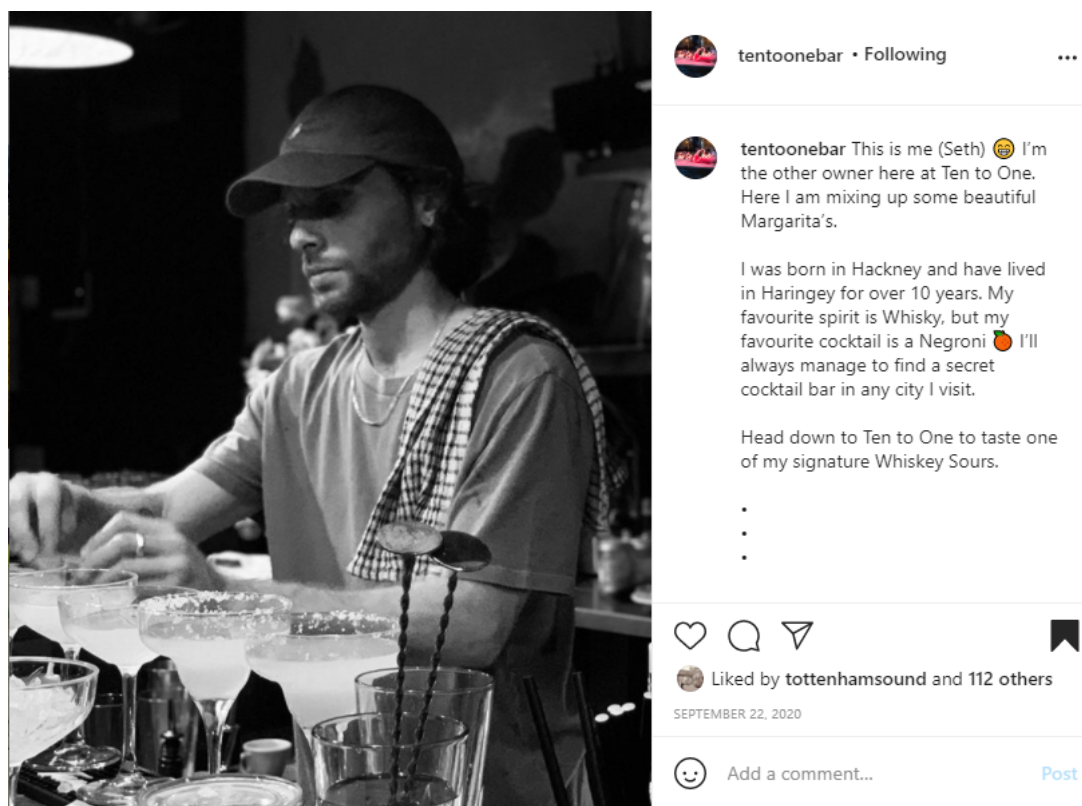 tentoonebar • Following
tentoonebar This is me (Seth) 😁 I'm
the other owner here at Ten to One.
Here I am mixing up some beautiful
Margarita's.
I was born in Hackney and have lived
in Haringey for over 10 years. My
favourite spirit is Whisky, but my
favourite cocktail is a Negroni 🍊 I'll
always manage to find a secret
cocktail bar in any city I visit.
Head down to Ten to One to taste one
of my signature Whiskey Sours.
•
•
•
Liked by tottenhamsound and 112 others
SEPTEMBER 22, 2020
Add a comment... Post